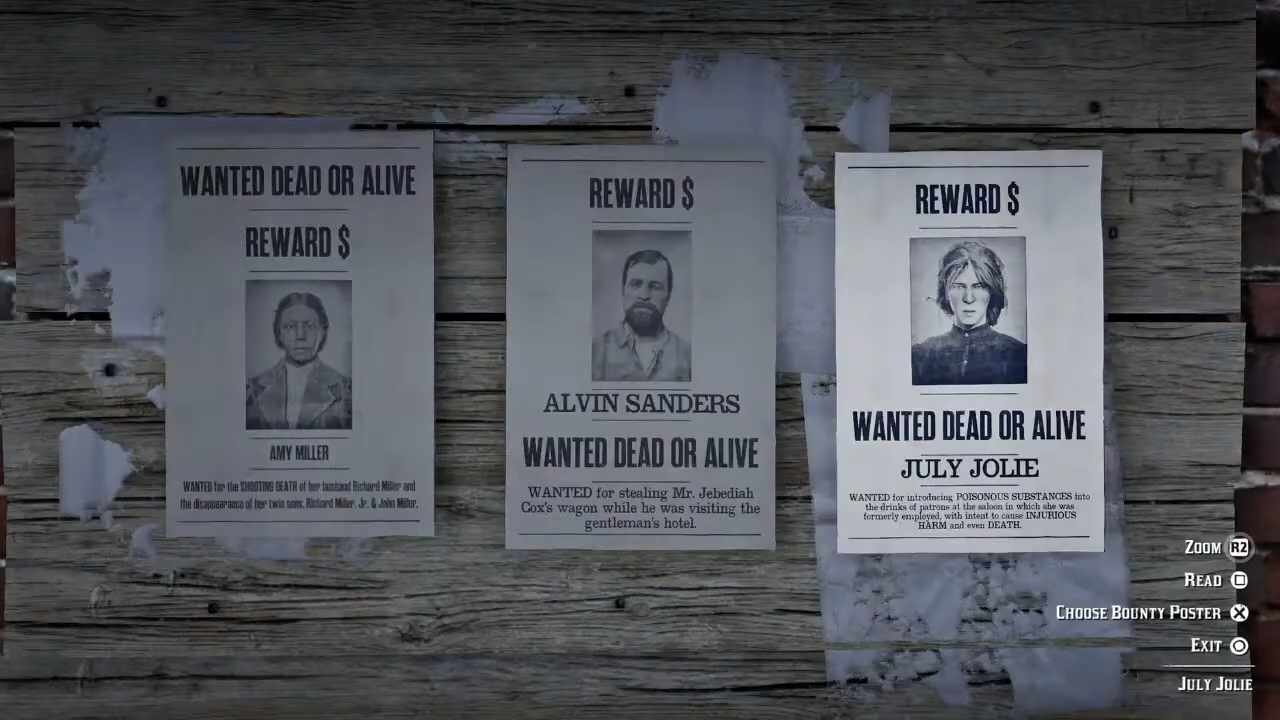 WANTED DEAD OR ALIVE
REWARD $
AMY MILLER
WANTED for the SHOOTING DEATH of her husband Richard Miller and
the disappearance of her twin sons, Richard Miller, Jr. & John Miller.
REWARD $
ALVIN SANDERS
WANTED DEAD OR ALIVE
WANTED for stealing Mr. Jebediah
Cox's wagon while he was visiting the
gentleman's hotel.
REWARD $
WANTED DEAD OR ALIVE
JULY JOLIE
WANTED for introducing POISONOUS SUBSTANCES into
the drinks of patrons at the saloon in which she was
formerly employed, with intent to cause INJURIOUS
HARM and even DEATH.
ZOOM R2
READ
CHOOSE BOUNTY POSTER
EXIT
JULY JOLIE